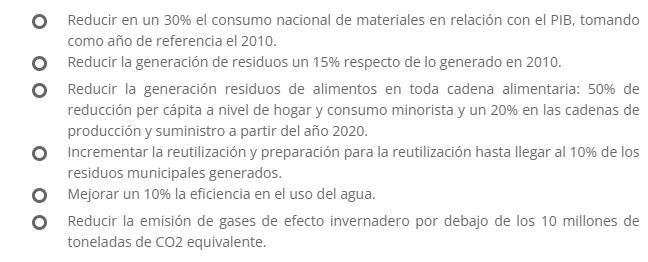 Reducir en un 30% el consumo nacional de materiales en relación con el PIB, tomando
como año de referencia el 2010.
Reducir la generación de residuos un 15% respecto de lo generado en 2010.
Reducir la generación residuos de alimentos en toda cadena alimentaria: 50% de
reducción per cápita a nivel de hogar y consumo minorista y un 20% en las cadenas de
producción y suministro a partir del año 2020.
Incrementar la reutilización y preparación para la reutilización hasta llegar al 10% de los
residuos municipales generados.
Mejorar un 10% la eficiencia en el uso del agua.
Reducir la emisión de gases de efecto invernadero por debajo de los 10 millones de
toneladas de CO2 equivalente.